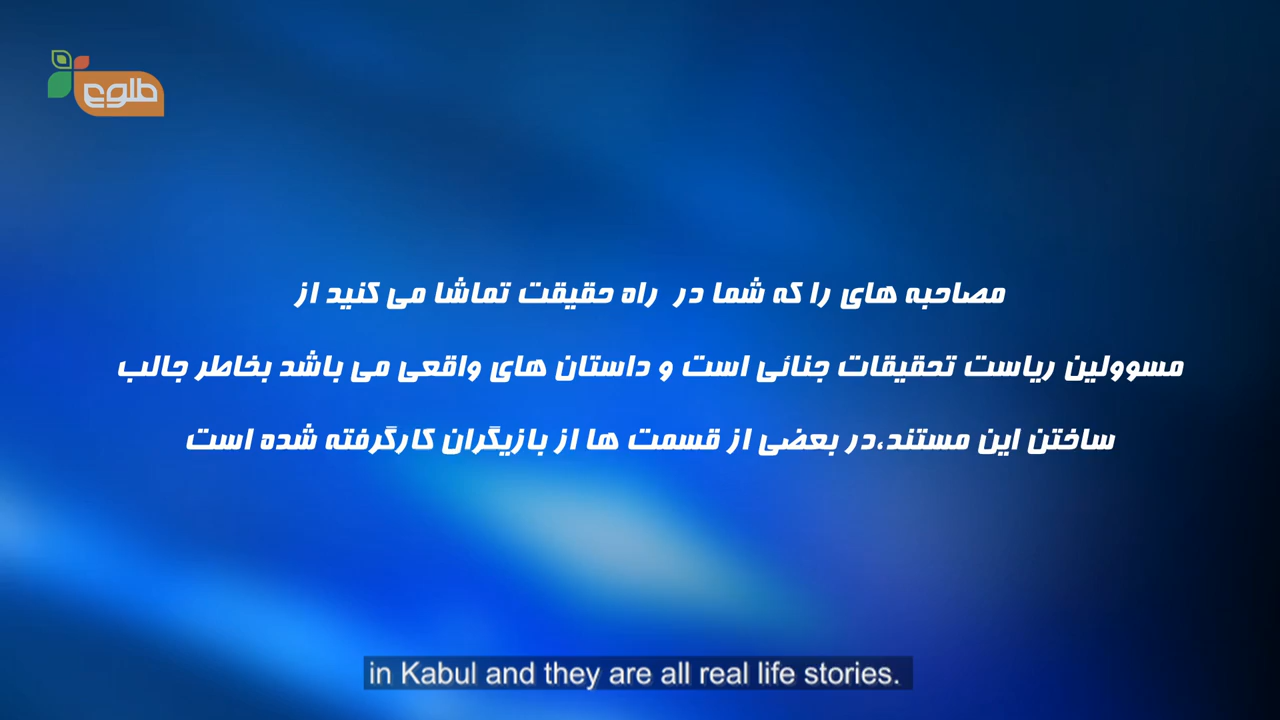 طلوع
مصاحبه های را که شما در راه حقیقت تماشا می کنید از
مسوولین ریاست تحقیقات جنائی است و داستان های واقعی می باشد بخاطر جالب
ساختن این مستند،در بعضی از قسمت ها از بازیگران کارگرفته شده است
in Kabul and they are all real life stories.